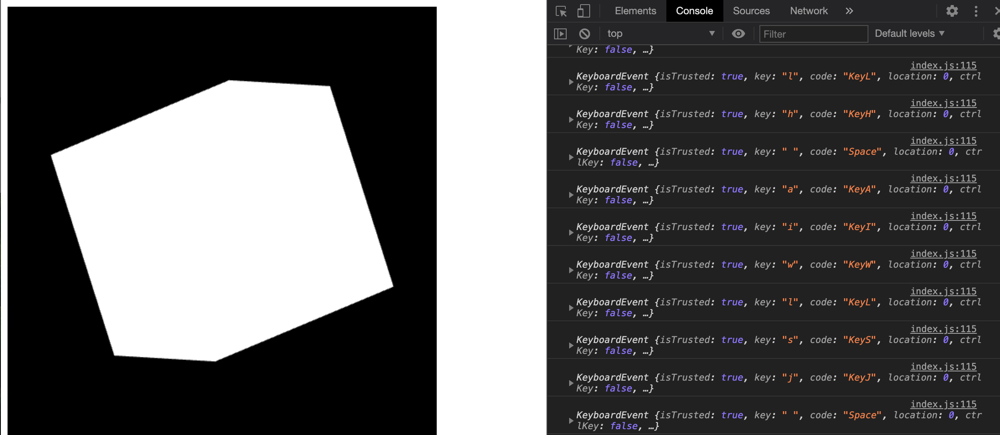 Elements Console Sources Network »
top Filter Default levels
Key: false, …}
index.js:115
KeyboardEvent {isTrusted: true, key: "l", code: "KeyL", location: 0, ctrl
Key: false, …}
index.js:115
KeyboardEvent {isTrusted: true, key: "h", code: "KeyH", location: 0, ctrl
Key: false, …}
index.js:115
KeyboardEvent {isTrusted: true, key: " ", code: "Space", location: 0, ctr
lKey: false, …}
index.js:115
KeyboardEvent {isTrusted: true, key: "a", code: "KeyA", location: 0, ctrl
Key: false, …}
index.js:115
KeyboardEvent {isTrusted: true, key: "i", code: "KeyI", location: 0, ctrl
Key: false, …}
index.js:115
KeyboardEvent {isTrusted: true, key: "w", code: "KeyW", location: 0, ctrl
Key: false, …}
index.js:115
KeyboardEvent {isTrusted: true, key: "l", code: "KeyL", location: 0, ctrl
Key: false, …}
index.js:115
KeyboardEvent {isTrusted: true, key: "s", code: "KeyS", location: 0, ctrl
Key: false, …}
index.js:115
KeyboardEvent {isTrusted: true, key: "j", code: "KeyJ", location: 0, ctrl
Key: false, …}
index.js:115
KeyboardEvent {isTrusted: true, key: " ", code: "Space", location: 0, ctr
lKey: false, …}